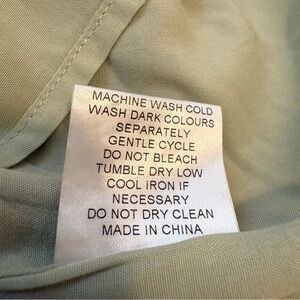 MACHINE WASH COLD
WASH DARK COLOURS
SEPARATELY
GENTLE CYCLE
DO NOT BLEACH
TUMBLE DRY LOW
COOL IRON IF
NECESSARY
DO NOT DRY CLEAN
MADE IN CHINA